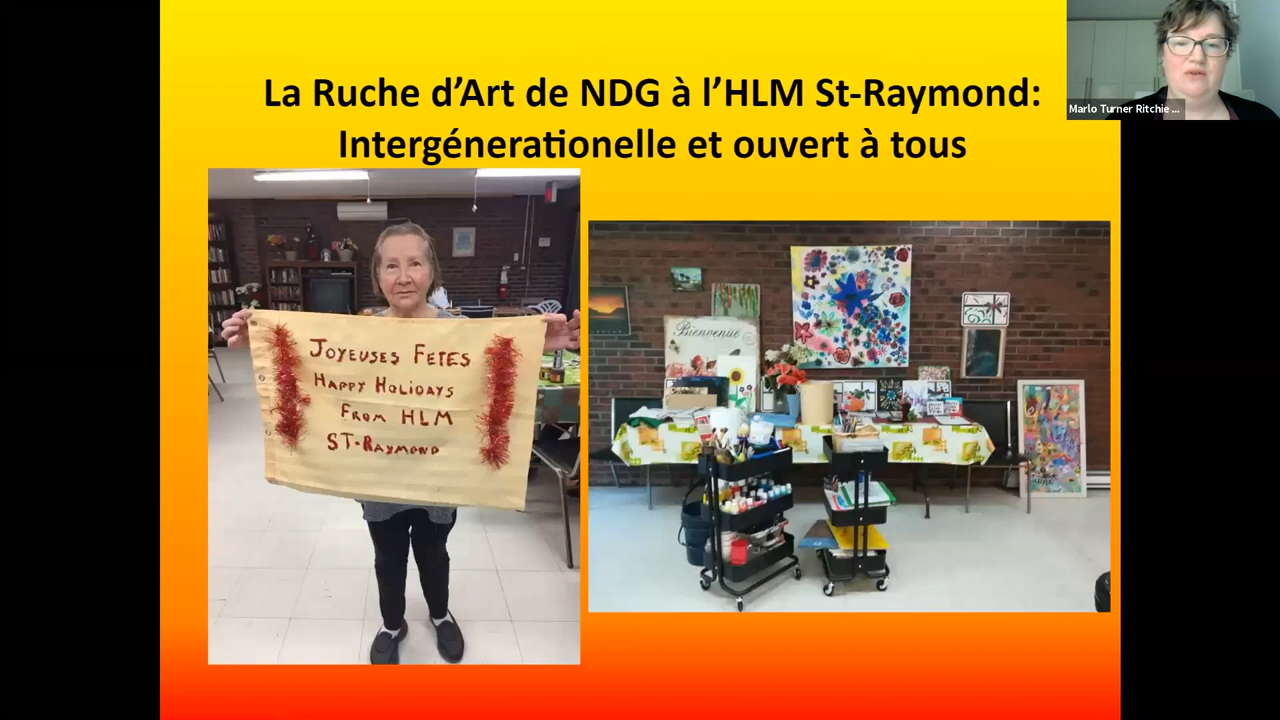 La Ruche d’Art de NDG à l’HLM St-Raymond:
Intergénerationelle et ouvert à tous
Marlo Turner Ritchie ...
JOYEUSES FETES
HAPPY HOLIDAYS
FROM HLM
ST-RAYMOND
Bienvenue